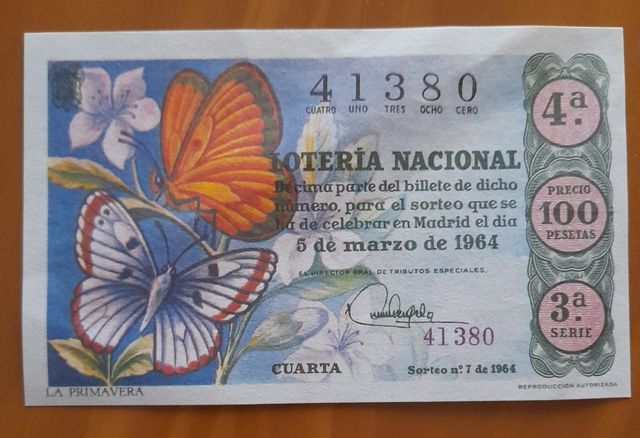 41380
CUATRO UNO TRES OCHO CERO
LOTERÍA NACIONAL
Décima parte del billete de dicho
número, para el sorteo que se
ha de celebrar en Madrid el día
5 de marzo de 1964
EL DIRECTOR GRAL. DE TRIBUTOS ESPECIALES,
41380
CUARTA
Sorteo n.º 7 de 1964
4ª
PRECIO
100
PESETAS
3ª
SERIE
LA PRIMAVERA
REPRODUCCIÓN AUTORIZADA